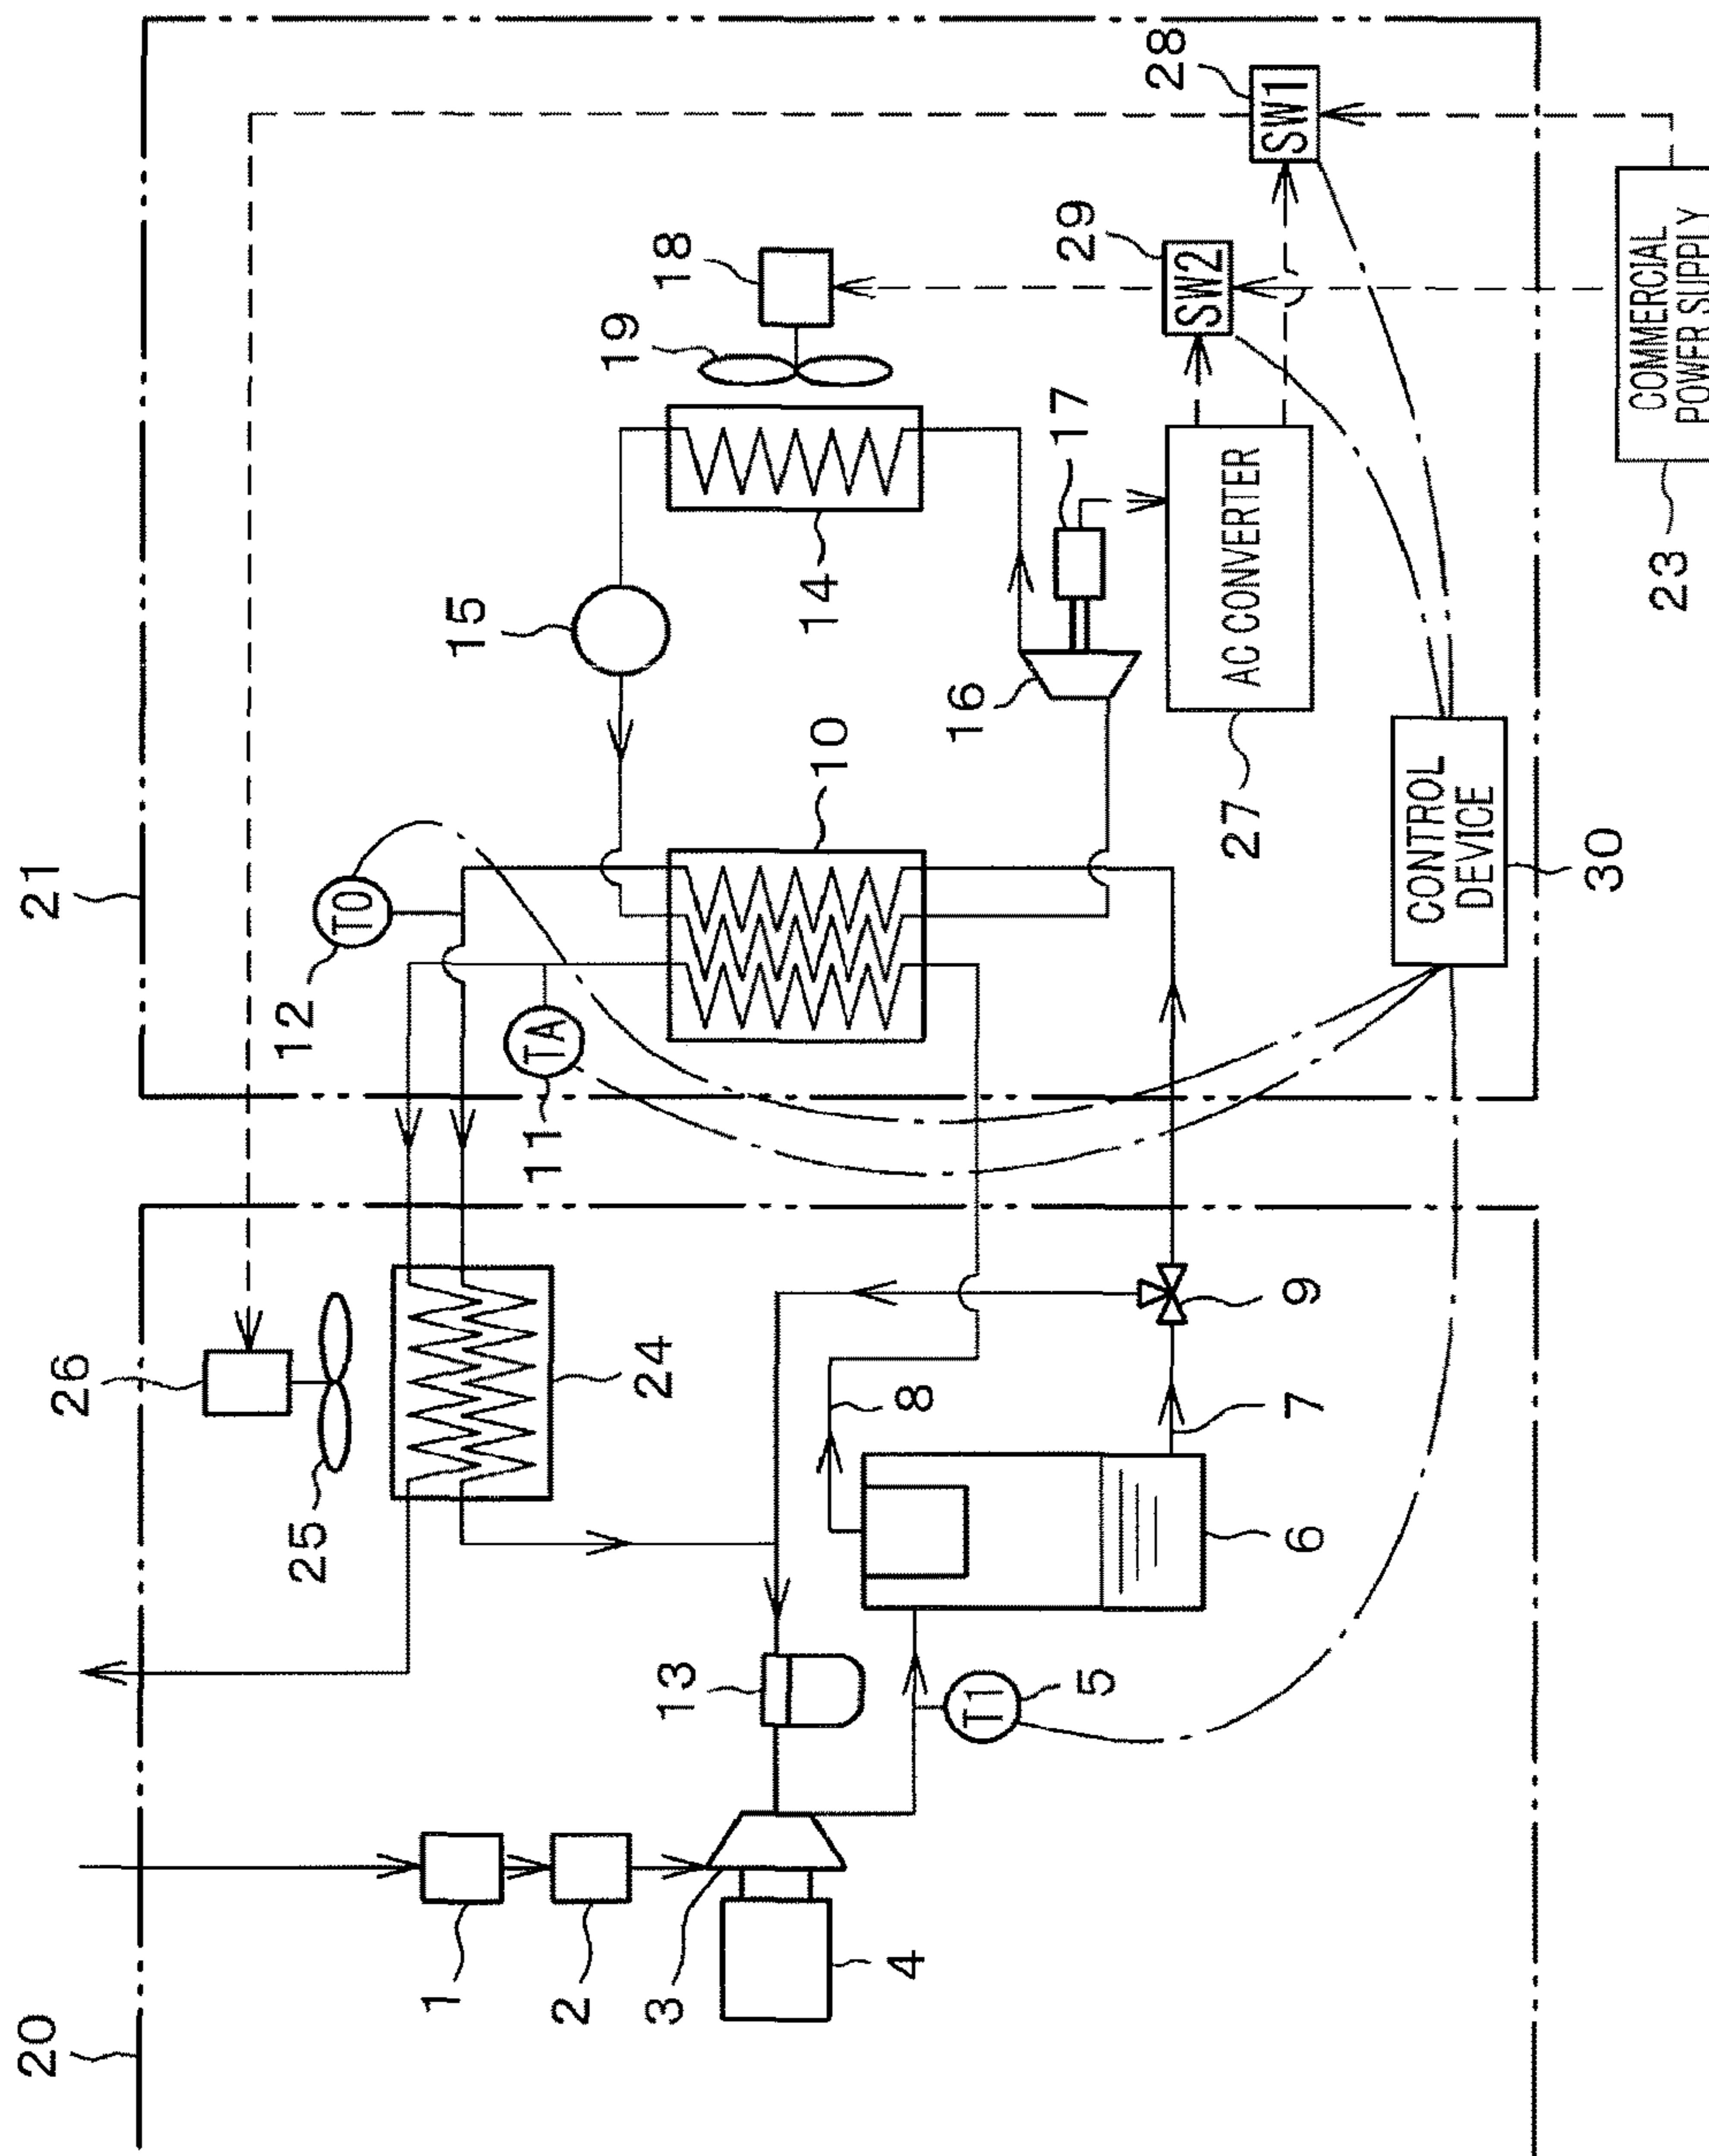 20
21
26
12
TO
25
1
15
11
TA
2
19
3
13
24
18
10
14
4
8
16
T1
5
17
29
28
SW2
AC CONVERTER
27
SW1
6
7
9
CONTROL
DEVICE
30
COMMERCIAL
POWER SUPPLY
23